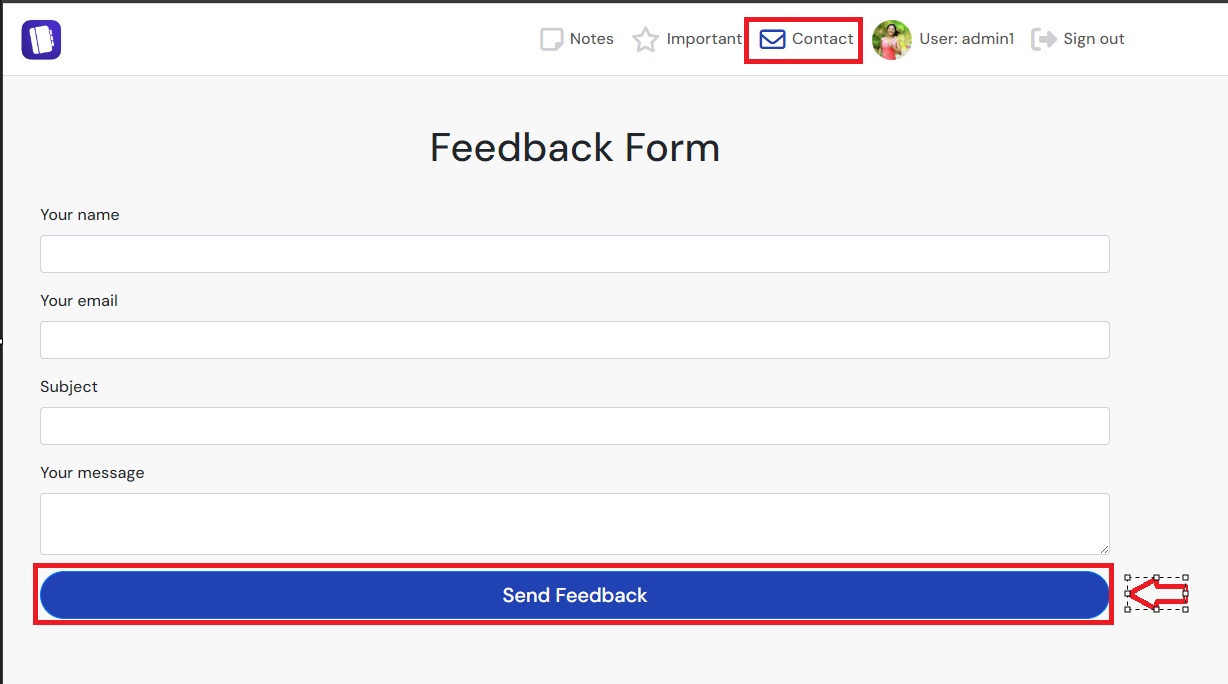 Notes Important Contact User: admin1 Sign out
Feedback Form
Your name
Your email
Subject
Your message
Send Feedback